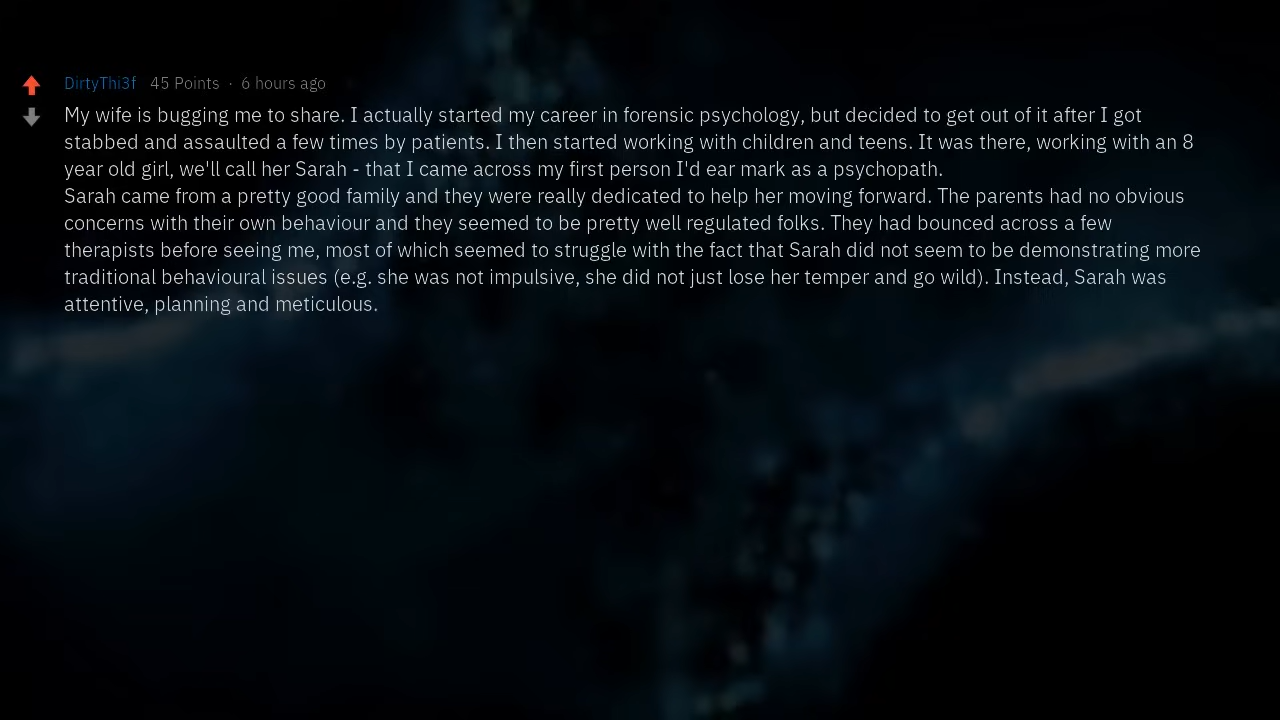 DirtyThi3f 45 Points · 6 hours ago
My wife is bugging me to share. I actually started my career in forensic psychology, but decided to get out of it after I got
stabbed and assaulted a few times by patients. I then started working with children and teens. It was there, working with an 8
year old girl, we'll call her Sarah - that I came across my first person I'd ear mark as a psychopath.
Sarah came from a pretty good family and they were really dedicated to help her moving forward. The parents had no obvious
concerns with their own behaviour and they seemed to be pretty well regulated folks. They had bounced across a few
therapists before seeing me, most of which seemed to struggle with the fact that Sarah did not seem to be demonstrating more
traditional behavioural issues (e.g. she was not impulsive, she did not just lose her temper and go wild). Instead, Sarah was
attentive, planning and meticulous.